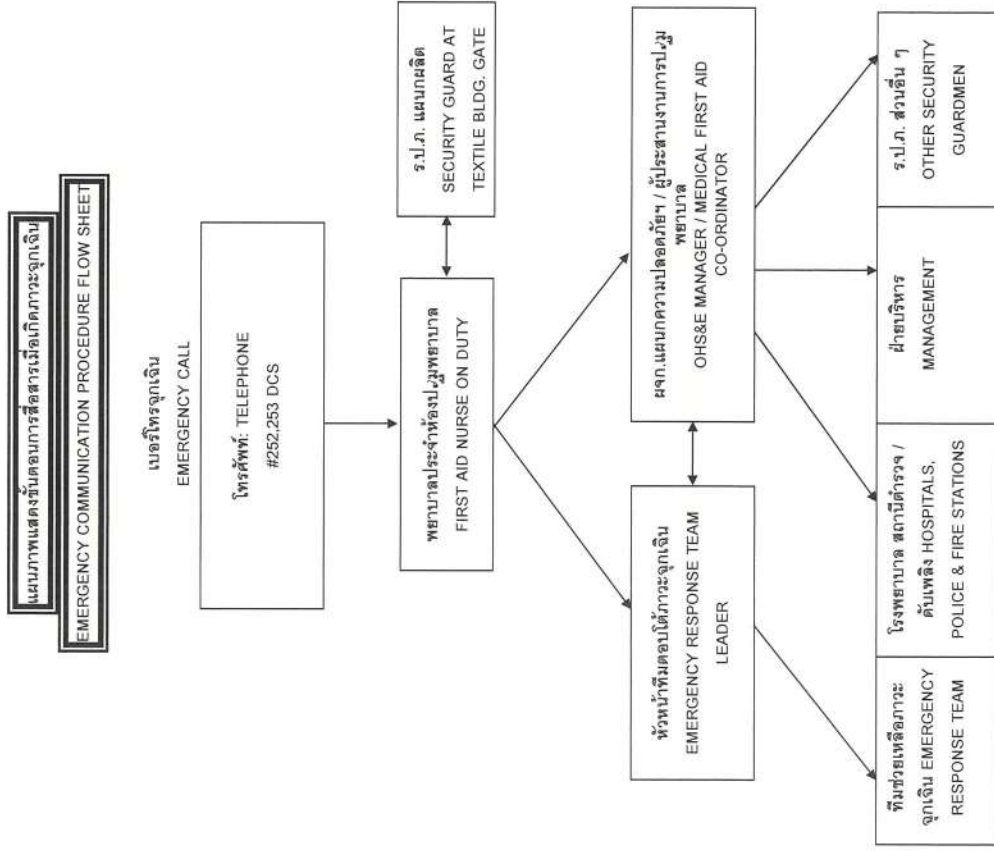 แผนภาพแสดงขั้นตอนการสื่อสารเมื่อเกิดภาวะฉุกเฉิน
EMERGENCY COMMUNICATION PROCEDURE FLOW SHEET
เบอร์โทรฉุกเฉิน
EMERGENCY CALL
โทรศัพท์: TELEPHONE
#252,253 DCS
พยาบาลประจำห้องปฐมพยาบาล
FIRST AID NURSE ON DUTY
ร.ป.ภ. แผนกผลิต
SECURITY GUARD AT
TEXTILE BLDG. GATE
หัวหน้าทีมตอบโต้ภาวะฉุกเฉิน
EMERGENCY RESPONSE TEAM
LEADER
ผจก.แผนกความปลอดภัยฯ / ผู้ประสานงานการปฐม
พยาบาล
OHS&E MANAGER / MEDICAL FIRST AID
CO-ORDINATOR
ทีมช่วยเหลือภาวะ
ฉุกเฉิน EMERGENCY
RESPONSE TEAM
โรงพยาบาล สถานีตำรวจ /
ดับเพลิง HOSPITALS,
POLICE & FIRE STATIONS
ฝ่ายบริหาร
MANAGEMENT
ร.ป.ภ. ส่วนอื่น ๆ
OTHER SECURITY
GUARDMEN